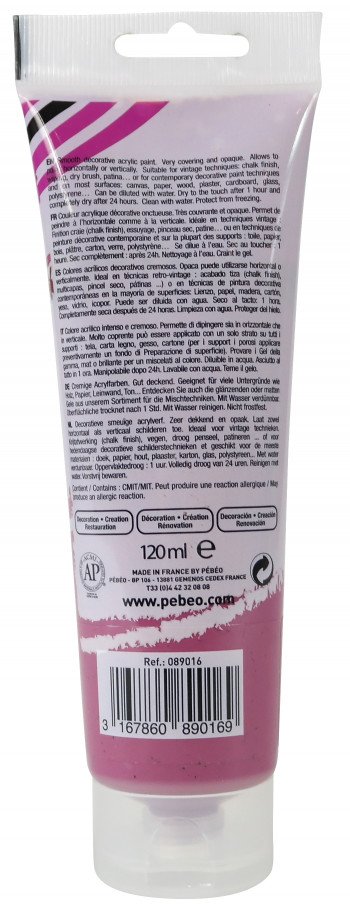 EN Smooth decorative acrylic paint. Very covering and opaque. Allows to
horizontally or vertically. Suitable for vintage techniques: chalk finish,
dry brush, patina... or for contemporary decorative paint techniques
and on most surfaces: canvas, paper, wood, plaster, cardboard, glass,
polystyrene... Can be diluted with water. Dry to the touch after 1 hour and
completely dry after 24 hours. Clean with water. Protect from freezing.
FR Couleur acrylique décorative onctueuse. Très couvrante et opaque. Permet de
peindre à l'horizontale comme à la verticale. Idéale en techniques vintage :
finition craie (chalk finish), essuyage, pinceau sec, patine... ou en techniques de
peinture décorative contemporaine et sur la plupart des supports : toile, papier,
bois, plâtre, carton, verre, polystyrène... Se dilue à l'eau. Sec au toucher : 1
heure. Sec complètement : 24h. Nettoyage à l'eau. Craint le gel.
ES Colores acrílicos decorativos cremosos. Opaca puede utilizarse horizontal o
verticalmente. Ideal en técnicas retro-vintage : acabado tiza (chalk finish),
multicapas, pincel seco, pátinas ...) o en técnicas de pintura decorativa
contemporáneas en la mayoría de superficies: Lienzo, papel, madera, cartón,
yeso, vidrio, icopor. Puede ser diluida con agua. Seco al tacto: 1 hora.
Completamente seca después de 24 horas. Limpieza con agua. Proteger del hielo.
IT Colore acrilico intenso e cremoso. Permette di dipingere sia in orizzontale che
in verticale. Molto coprente può essere applicato con un solo strato su tutti i
supporti : tela, carta legno, gesso, cartone (per i support i porosi applicare
preventivamente un fondo di Preparazione di superficie). Provare i Gel della
gamma, mat o brillante per un mescolati al colore. Diluibile in acqua. Asciutto al
tatto in 1 ora. Manipolabile dopo 24h. Lavabile con acqua. Teme il gelo.
DE Cremige Acrylfarben. Gut deckend. Geeignet für viele Untergründe wie
Holz, Papier, Leinwand, Ton... Entdecken Sie auch die glänzenden oder matten
Gele aus unserem Sortiment für die Mischtechniken. Mit Wasser verdünnbar.
Oberflächliche trocknet nach 1 Std. Mit Wasser reinigen. Nicht frostfest.
NL Decoratieve smeuïge acrylverf. Zeer dekkend en opaak. Laat zowel
horizontaal als verticaal schilderen toe. Ideaal voor vintage technieken.
Krijtafwerking (chalk finish), vegen, droog penseel, patineren ... of voor
hedendaagse decoratieve schilderstechnieken en geschikt voor de meeste
materialen : doek, papier, hout, plaaster, karton, glas, polystyreen... Met water
verdunbaar. Oppervlaktedroog : 1 uur. Volledig droog van 24 uren. Reinigen met
water. Vorstvrij bewaren.
Contient / Contains : CMIT/MIT. Peut produire une réaction allergique / May
produce an allergic reaction.
Decoration • Creation
Restauration
Décoration • Création
Rénovation
Decoración • Creación
Renovación
AP
120ml e
MADE IN FRANCE BY PÉBÉO
PÉBÉO - BP 106 - 13881 GEMENOS CEDEX FRANCE
T33 (0)4 42 32 08 08
www.pebeo.com
Ref.: 089016
3 167860 890169